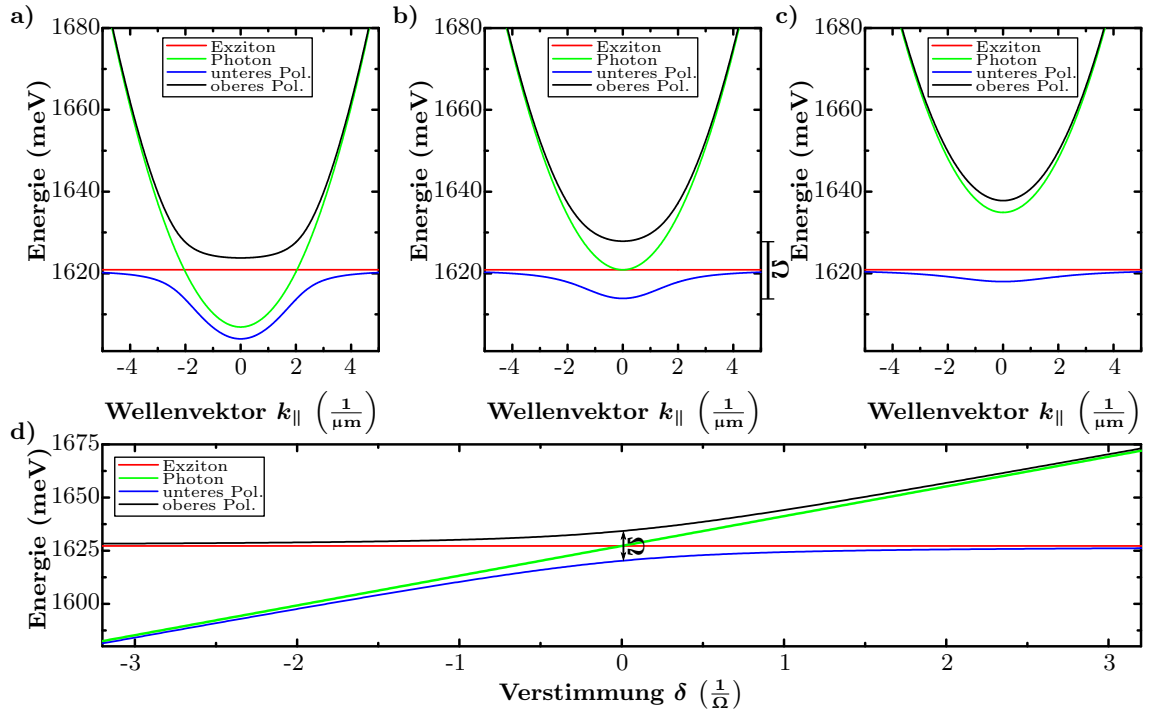 a)
Energie (meV)
1680
1660
1640
1620
Exziton
Photon
unteres Pol.
oberes Pol.
-4 -2 0 2 4
Wellenvektor k∥ (1/μm)
b)
Energie (meV)
1680
1660
1640
1620
Exziton
Photon
unteres Pol.
oberes Pol.
Ω
-4 -2 0 2 4
Wellenvektor k∥ (1/μm)
c)
Energie (meV)
1680
1660
1640
1620
Exziton
Photon
unteres Pol.
oberes Pol.
-4 -2 0 2 4
Wellenvektor k∥ (1/μm)
d)
Energie (meV)
1675
1650
1625
1600
Exziton
Photon
unteres Pol.
oberes Pol.
Ω
-3 -2 -1 0 1 2 3
Verstimmung δ (1/Ω)